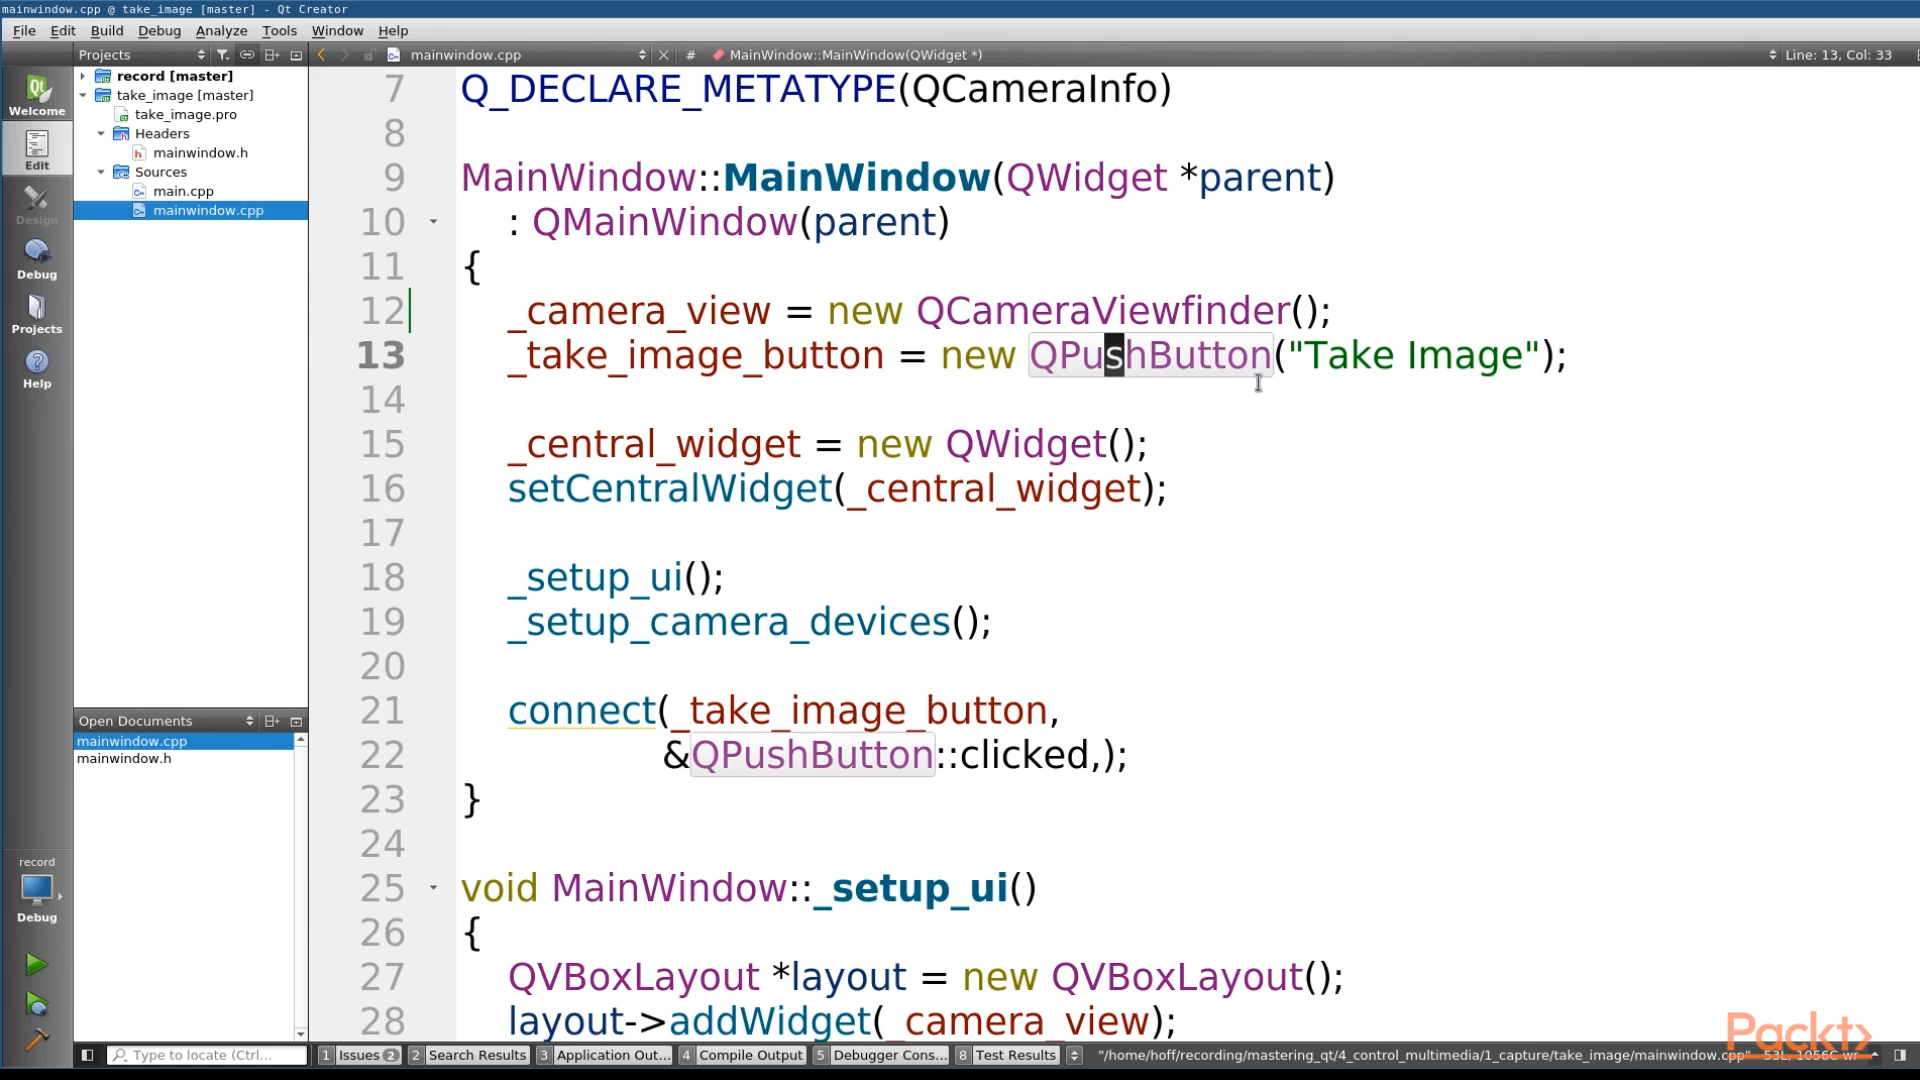 mainwindow.cpp @ take_image [master] - Qt Creator
File Edit Build Debug Analyze Tools Window Help
Projects
mainwindow.cpp
# MainWindow::MainWindow(QWidget *)
Line: 13, Col: 33
Welcome
Edit
Design
Debug
Projects
Help
record [master]
take_image [master]
take_image.pro
Headers
mainwindow.h
Sources
main.cpp
mainwindow.cpp
Open Documents
mainwindow.cpp
mainwindow.h
record
Debug
7 Q_DECLARE_METATYPE(QCameraInfo)
8
9 MainWindow::MainWindow(QWidget *parent)
10 : QMainWindow(parent)
11 {
12 _camera_view = new QCameraViewfinder();
13 _take_image_button = new QPushButton("Take Image");
14
15 _central_widget = new QWidget();
16 setCentralWidget(_central_widget);
17
18 _setup_ui();
19 _setup_camera_devices();
20
21 connect(_take_image_button,
22 &QPushButton::clicked,);
23 }
24
25 void MainWindow::_setup_ui()
26 {
27 QVBoxLayout *layout = new QVBoxLayout();
28 layout->addWidget(_camera_view);
Packt>
Type to locate (Ctrl...
1 Issues 2
2 Search Results
3 Application Out...
4 Compile Output
5 Debugger Cons...
8 Test Results
"/home/hoff/recording/mastering_qt/4_control_multimedia/1_capture/take_image/mainwindow.cpp" 53L, 1056C wr